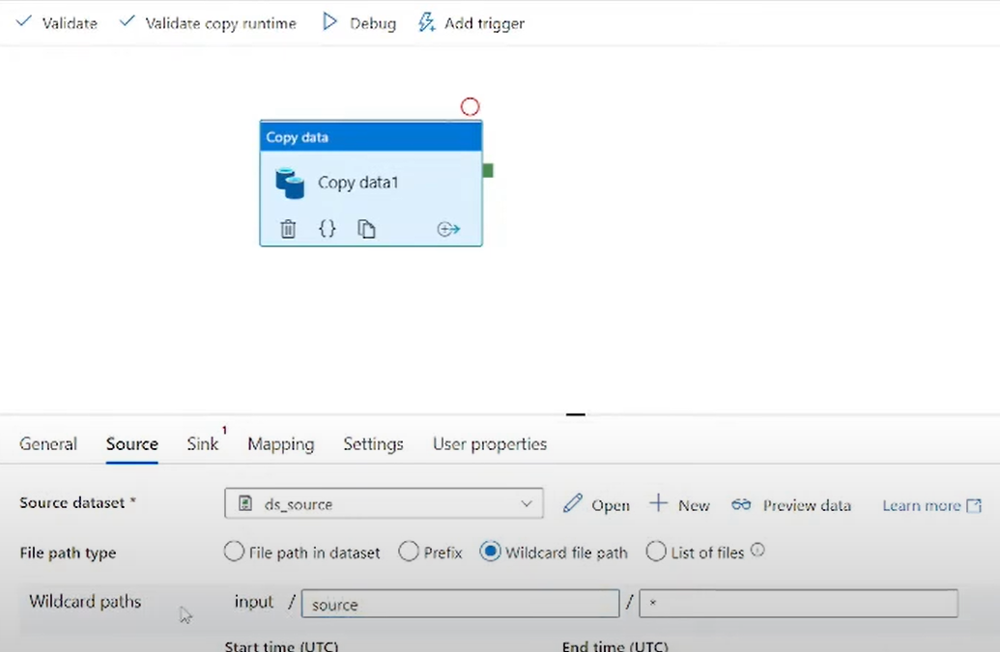 Validate Validate copy runtime Debug Add trigger
Copy data
Copy data1
General Source Sink 1 Mapping Settings User properties
Source dataset * ds_source Open New Preview data Learn more
File path type File path in dataset Prefix Wildcard file path List of files
Wildcard paths input / source / *
Start time (UTC) End time (UTC)